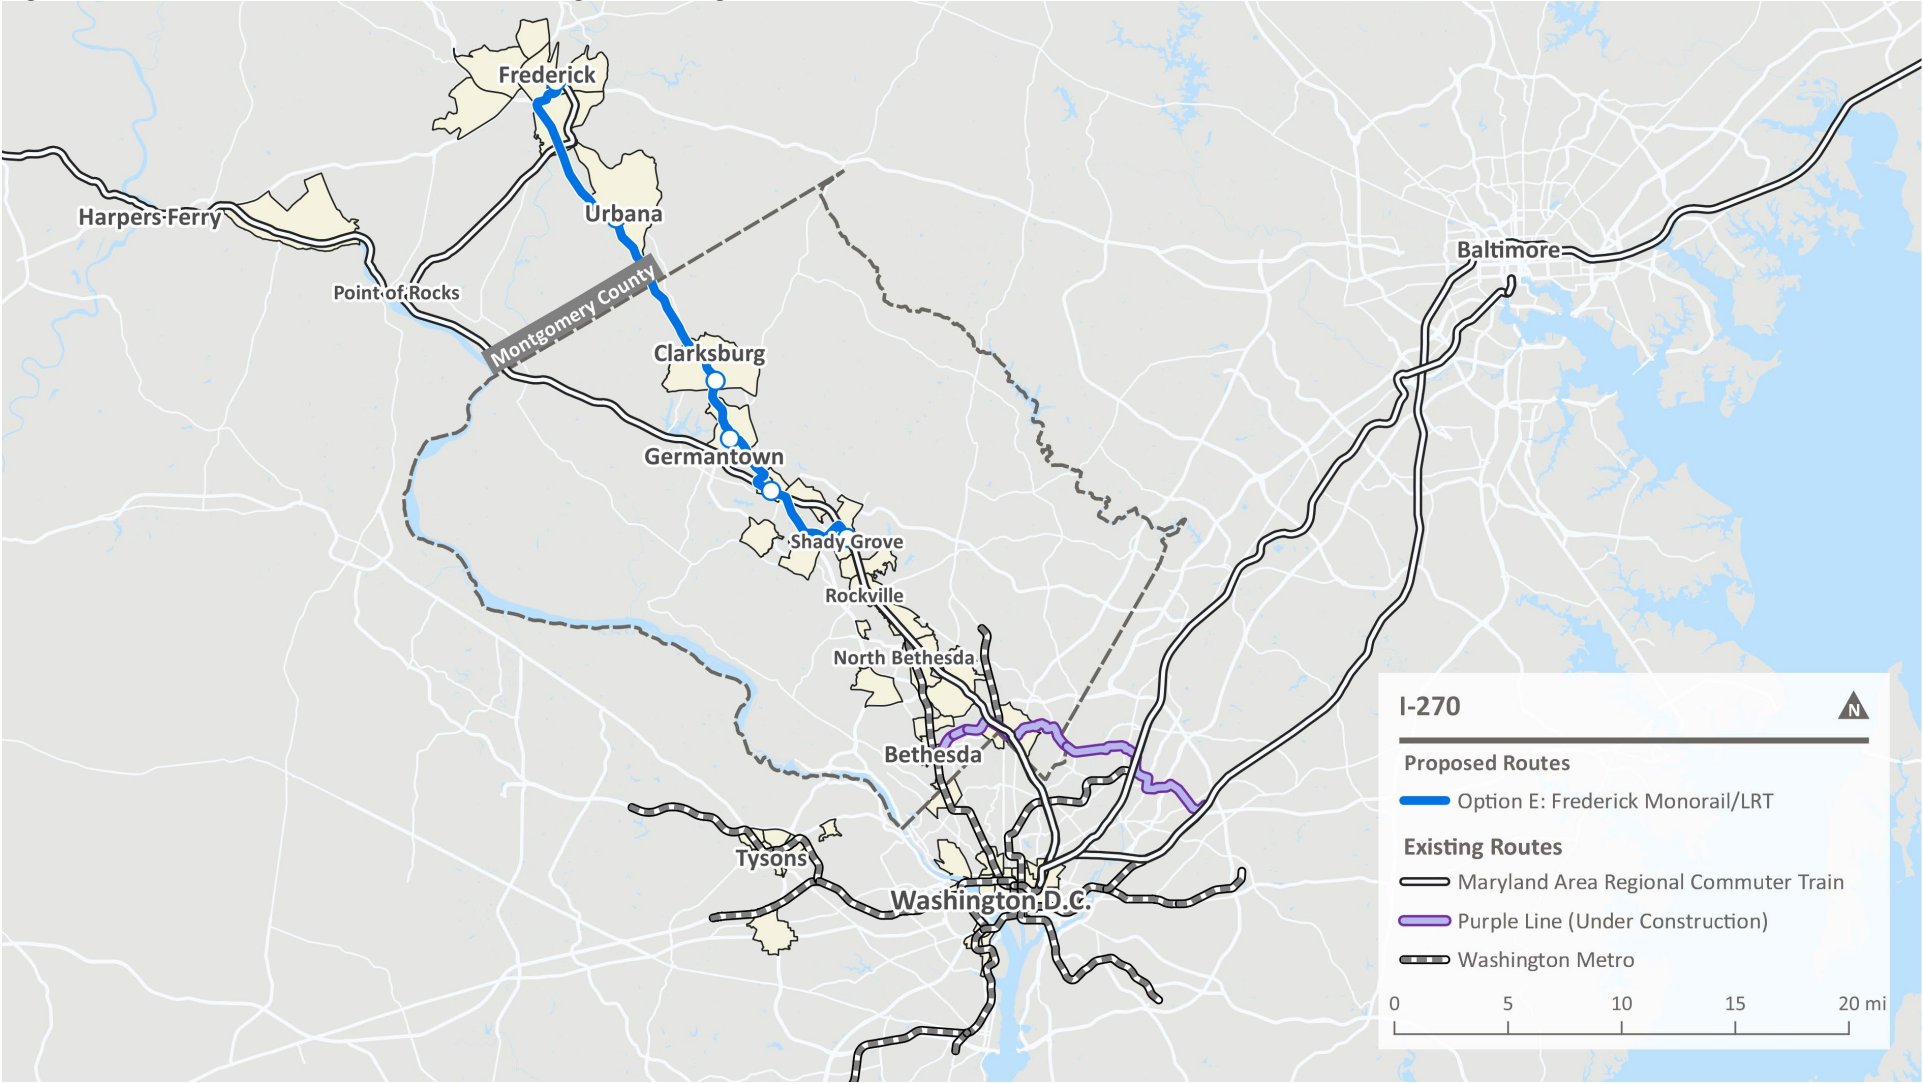 Frederick
Urbana
Harpers Ferry
Baltimore
Point of Rocks
Montgomery County
Clarksburg
Germantown
Shady Grove
Rockville
North Bethesda
Bethesda
Tysons
Washington D.C.
I-270
N
Proposed Routes
Option E: Frederick Monorail/LRT
Existing Routes
Maryland Area Regional Commuter Train
Purple Line (Under Construction)
Washington Metro
0 5 10 15 20 mi